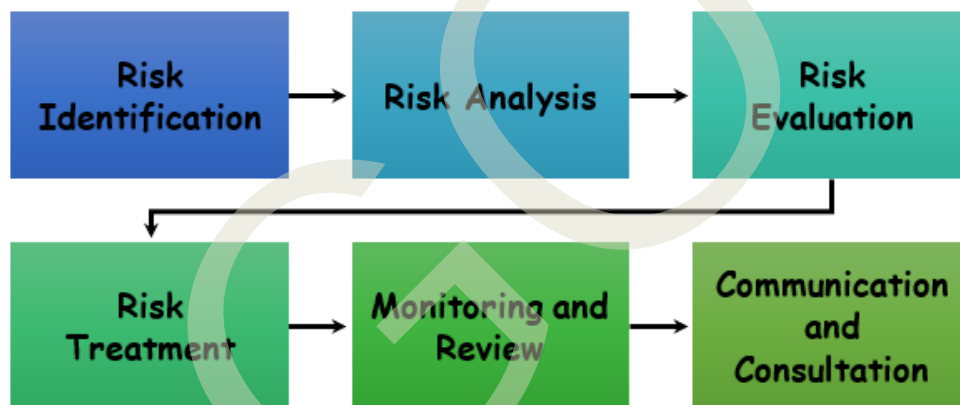 Risk
Identification
Risk Analysis
Risk
Evaluation
Risk
Treatment
Monitoring and
Review
Communication
and
Consultation